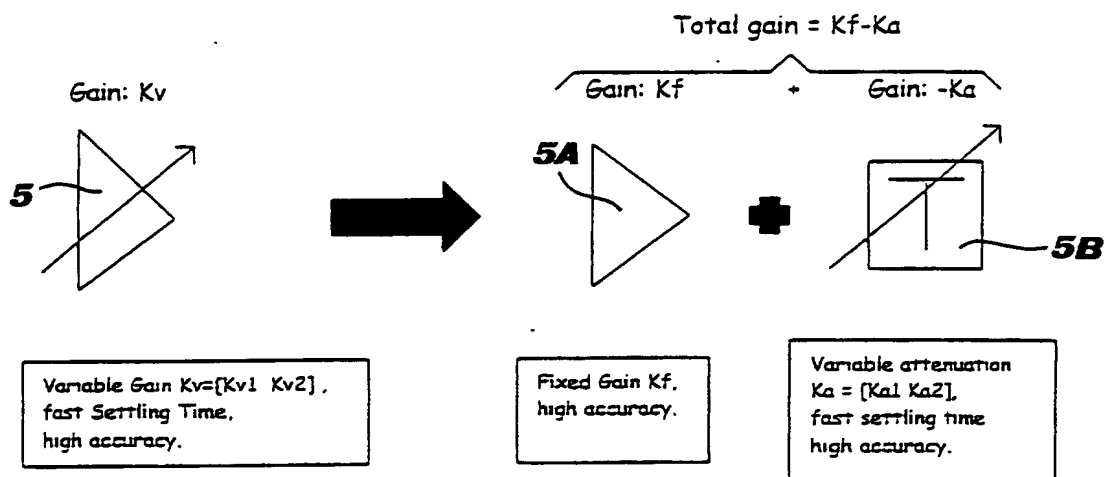 Total gain = Kf-Ka
Gain: Kv
Gain: Kf + Gain: -Ka
5
5A
5B
Variable Gain Kv=[Kv1 Kv2] ,
fast Settling Time,
high accuracy.
Fixed Gain Kf,
high accuracy.
Variable attenuation
Ka = [Ka1 Ka2],
fast settling time
high accuracy.